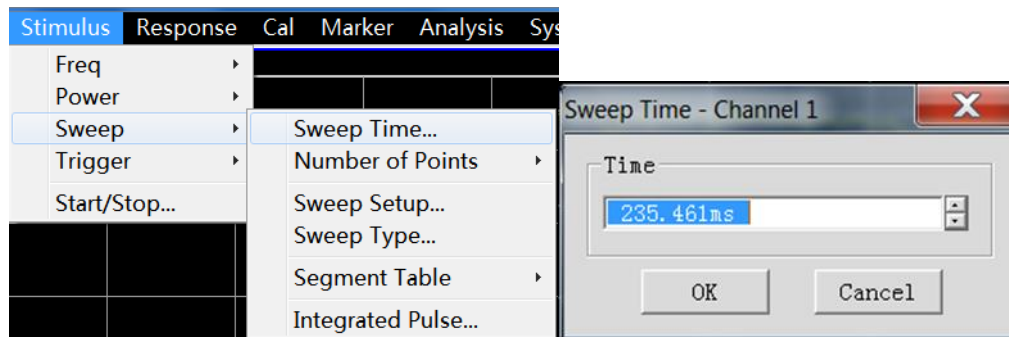 Stimulus Response Cal Marker Analysis Sys
Freq
Power
Sweep
Trigger
Start/Stop...
Sweep Time...
Number of Points
Sweep Setup...
Sweep Type...
Segment Table
Integrated Pulse...
Sweep Time - Channel 1
Time
235.461ms
OK Cancel